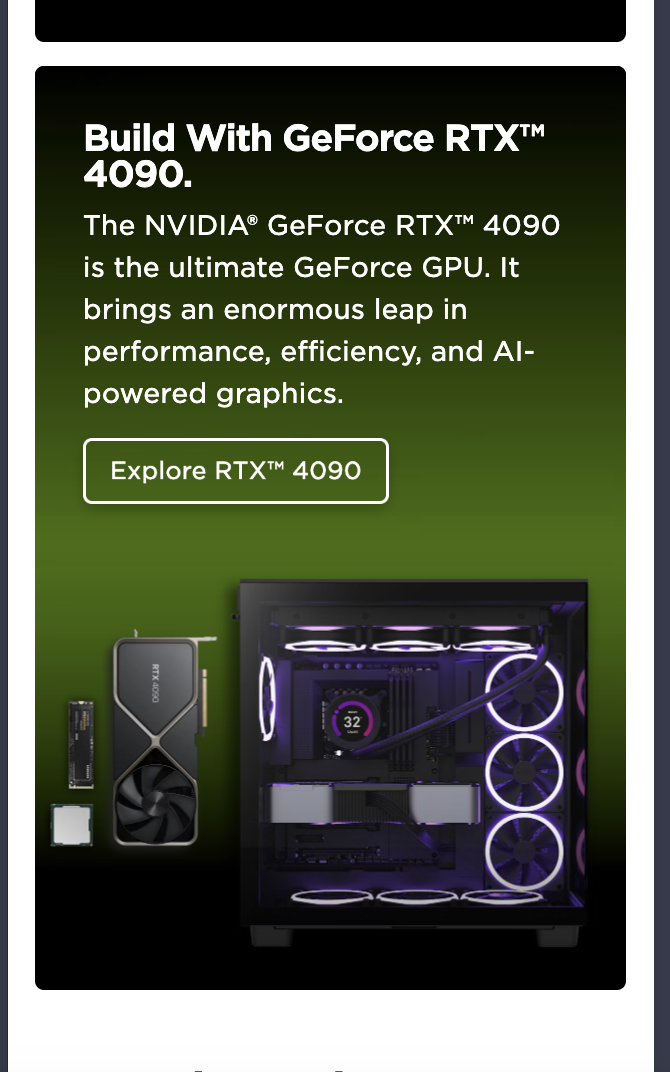 Build With GeForce RTX™
4090.
The NVIDIA® GeForce RTX™ 4090
is the ultimate GeForce GPU. It
brings an enormous leap in
performance, efficiency, and AI-
powered graphics.
Explore RTX™ 4090
RTX 4090
32°